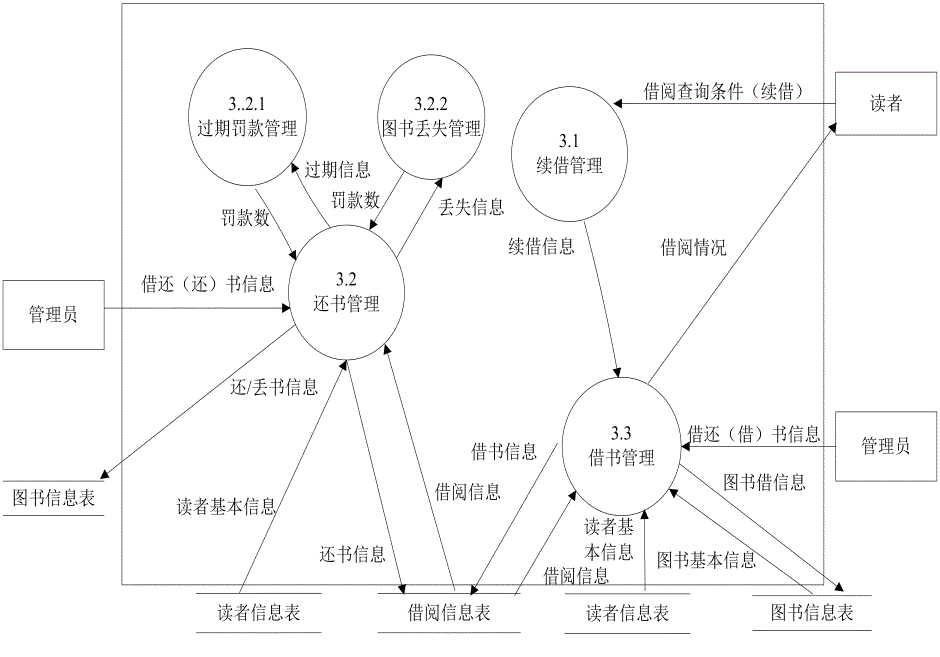 3..2.1
过期罚款管理
3.2.2
图书丢失管理
3.1
续借管理
借阅查询条件（续借）
读者
过期信息
罚款数
丢失信息
罚款数
续借信息
借阅情况
借还（还）书信息
3.2
还书管理
管理员
还/丢书信息
3.3
借书管理
借还（借）书信息
管理员
借书信息
图书借信息
图书信息表
读者基本信息
借阅信息
还书信息
读者基
本信息
图书基本信息
借阅信息
读者信息表
借阅信息表
读者信息表
图书信息表